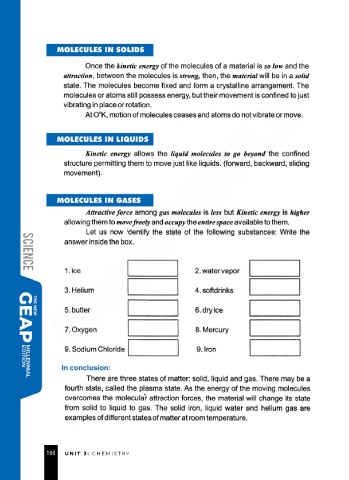 MOLECULES IN SOLIDS
Once the kinetic energy of the molecules of a material is so low and the
attraction, between the molecules is strong, then, the material will be in a solid
state. The molecules become fixed and form a crystalline arrangement. The
molecules or atoms still possess energy, but their movement is confined to just
vibrating in place or rotation.
At O°K, motion of molecules ceases and atoms do not vibrate or move.
MOLECULES IN LIQUIDS
Kinetic energy allows the liquid molecules to go beyond the confined
structure permitting them to move just like liquids. (forward, backward, sliding
movement).
MOLECULES IN GASES
Attractive force among gas molecules is less but Kinetic energy is higher
allowing them to move freely and occupy the entire space available to them.
Let us now identify the state of the following substances: Write the
answer inside the box.
1. ice 2. water vapor
3. Helium 4. softdrinks
5. butter 6. dry ice
7. Oxygen 8. Mercury
9. Sodium Chloride 9. Iron
In conclusion:
There are three states of matter: solid, liquid and gas. There may be a
fourth state, called the plasma state. As the energy of the moving molecules
overcomes the molecular attraction forces, the material will change its state
from solid to liquid to gas. The solid iron, liquid water and helium gas are
examples of different states of matter at room temperature.
SCIENCE
THE NEW
GEAP
MILLENNIAL
EDITION
166 UNIT 3: CHEMISTRY